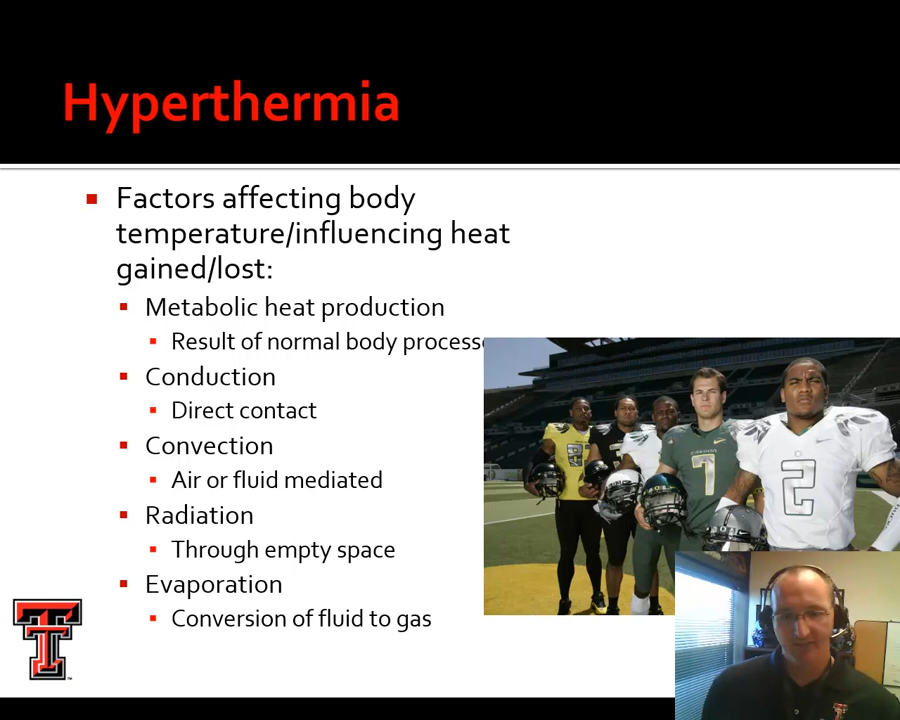 Hyperthermia
Factors affecting body
temperature/influencing heat
gained/lost:
Metabolic heat production
Result of normal body process
Conduction
Direct contact
Convection
Air or fluid mediated
Radiation
Through empty space
Evaporation
Conversion of fluid to gas
8
7
2